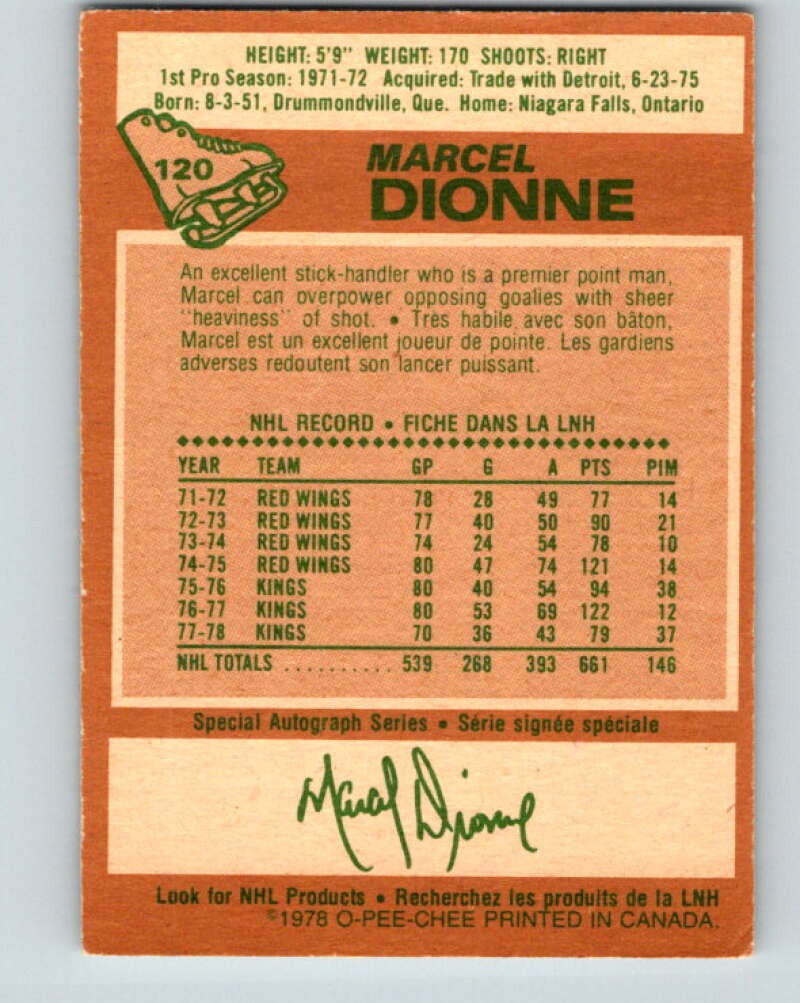 HEIGHT: 5'9" WEIGHT: 170 SHOOTS: RIGHT
1st Pro Season: 1971-72 Acquired: Trade with Detroit, 6-23-75
Born: 8-3-51, Drummondville, Que. Home: Niagara Falls, Ontario
120
MARCEL
DIONNE
An excellent stick-handler who is a premier point man,
Marcel can overpower opposing goalies with sheer
"heaviness" of shot. • Très habile avec son bâton,
Marcel est un excellent joueur de pointe. Les gardiens
adverses redoutent son lancer puissant.
NHL RECORD • FICHE DANS LA LNH
YEAR TEAM GP G A PTS PIM
71-72 RED WINGS 78 28 49 77 14
72-73 RED WINGS 77 40 50 90 21
73-74 RED WINGS 74 24 54 78 10
74-75 RED WINGS 80 47 74 121 14
75-76 KINGS 80 40 54 94 38
76-77 KINGS 80 53 69 122 12
77-78 KINGS 70 36 43 79 37
NHL TOTALS .......... 539 268 393 661 146
Special Autograph Series • Série signée spéciale
Marcel Dionne
Look for NHL Products • Recherchez les produits de la LNH
©1978 O-PEE-CHEE PRINTED IN CANADA.